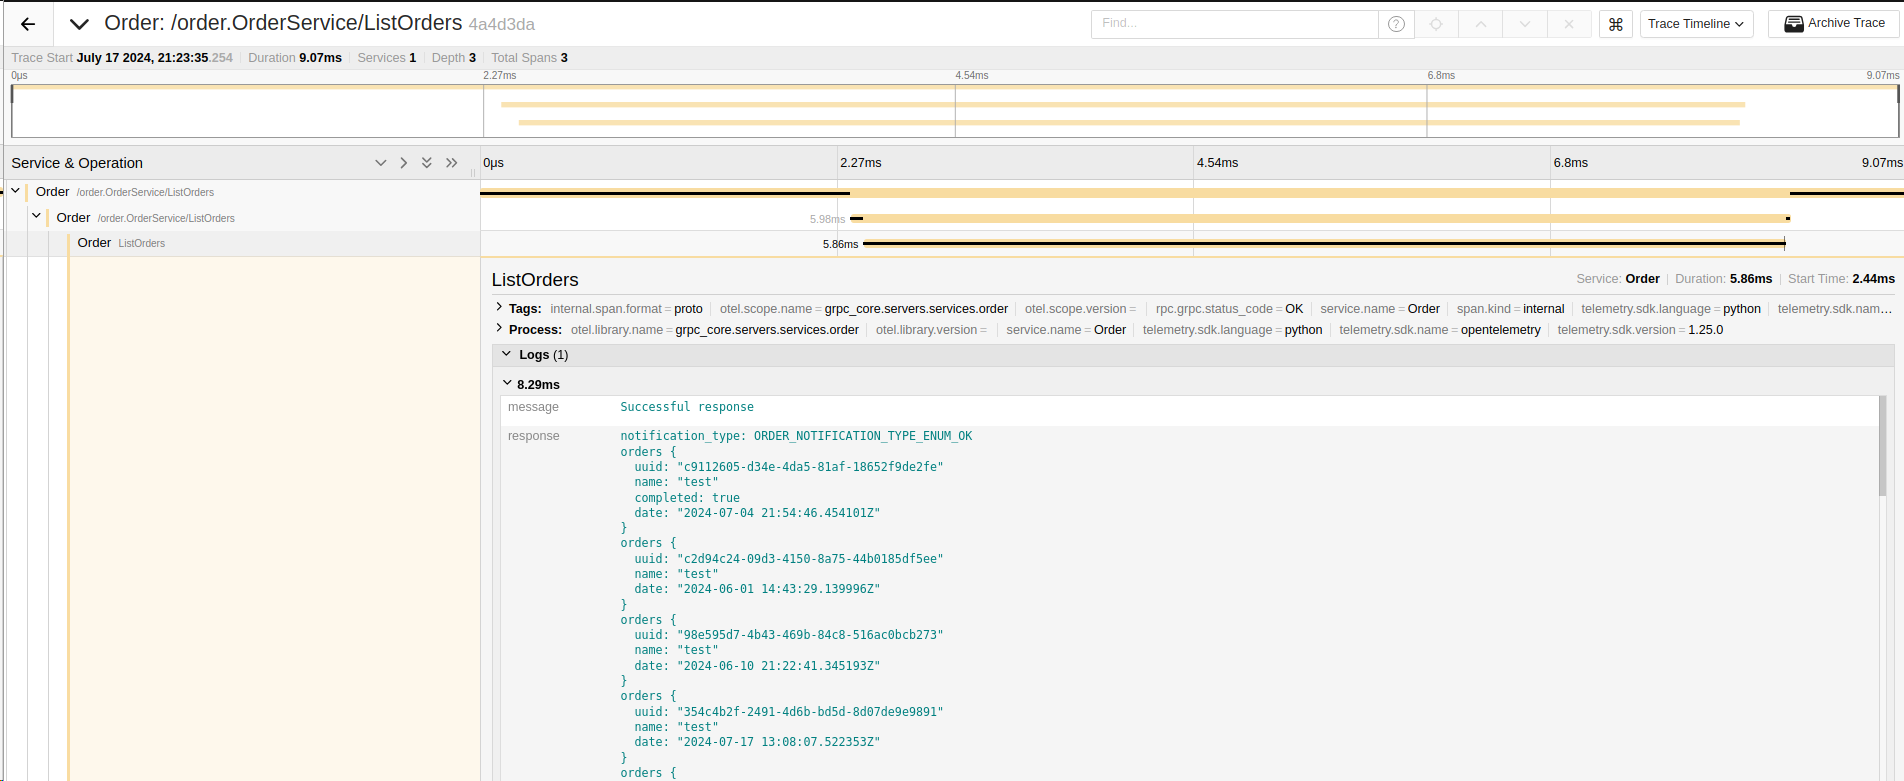 Order: /order.OrderService/ListOrders 4a4d3da
Find...
Trace Timeline
Archive Trace
Trace Start July 17 2024, 21:23:35.254 Duration 9.07ms Services 1 Depth 3 Total Spans 3
0μs 2.27ms 4.54ms 6.8ms 9.07ms
Service & Operation 0μs 2.27ms 4.54ms 6.8ms 9.07ms
Order /order.OrderService/ListOrders
Order /order.OrderService/ListOrders 5.98ms
Order ListOrders 5.86ms
ListOrders Service: Order Duration: 5.86ms Start Time: 2.44ms
Tags: internal.span.format = proto otel.scope.name = grpc_core.servers.services.order otel.scope.version = rpc.grpc.status_code = OK service.name = Order span.kind = internal telemetry.sdk.language = python telemetry.sdk.nam…
Process: otel.library.name = grpc_core.servers.services.order otel.library.version = service.name = Order telemetry.sdk.language = python telemetry.sdk.name = opentelemetry telemetry.sdk.version = 1.25.0
Logs (1)
8.29ms
message Successful response
response notification_type: ORDER_NOTIFICATION_TYPE_ENUM_OK
orders {
uuid: "c9112605-d34e-4da5-81af-18652f9de2fe"
name: "test"
completed: true
date: "2024-07-04 21:54:46.454101Z"
}
orders {
uuid: "c2d94c24-09d3-4150-8a75-44b0185df5ee"
name: "test"
date: "2024-06-01 14:43:29.139996Z"
}
orders {
uuid: "98e595d7-4b43-469b-84c8-516ac0bcb273"
name: "test"
date: "2024-06-10 21:22:41.345193Z"
}
orders {
uuid: "354c4b2f-2491-4d6b-bd5d-8d07de9e9891"
name: "test"
date: "2024-07-17 13:08:07.522353Z"
}
orders {